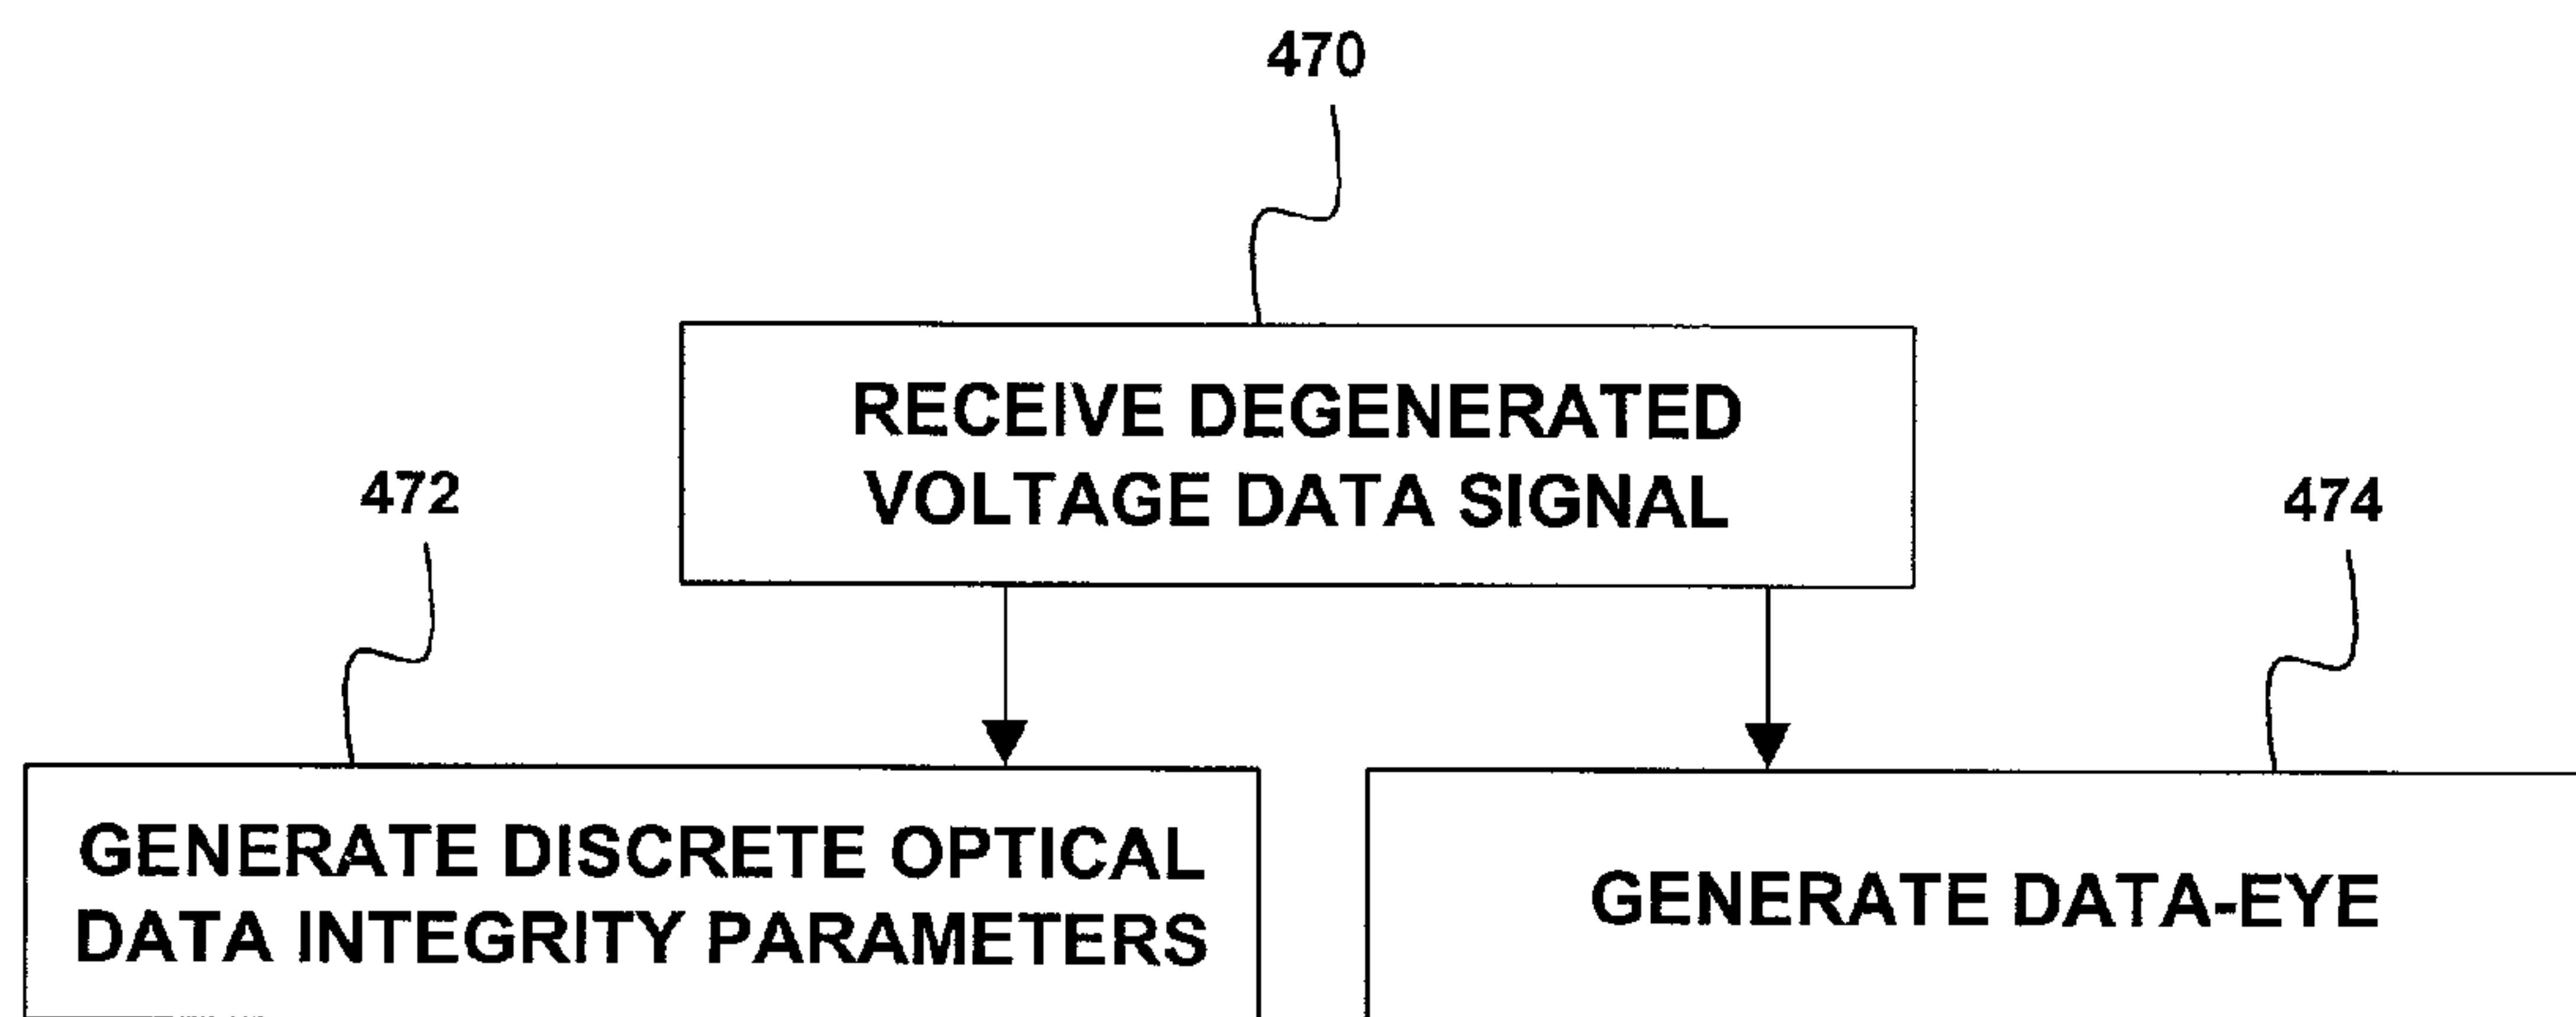 470
RECEIVE DEGENERATED
VOLTAGE DATA SIGNAL
472
474
GENERATE DISCRETE OPTICAL
DATA INTEGRITY PARAMETERS
GENERATE DATA-EYE